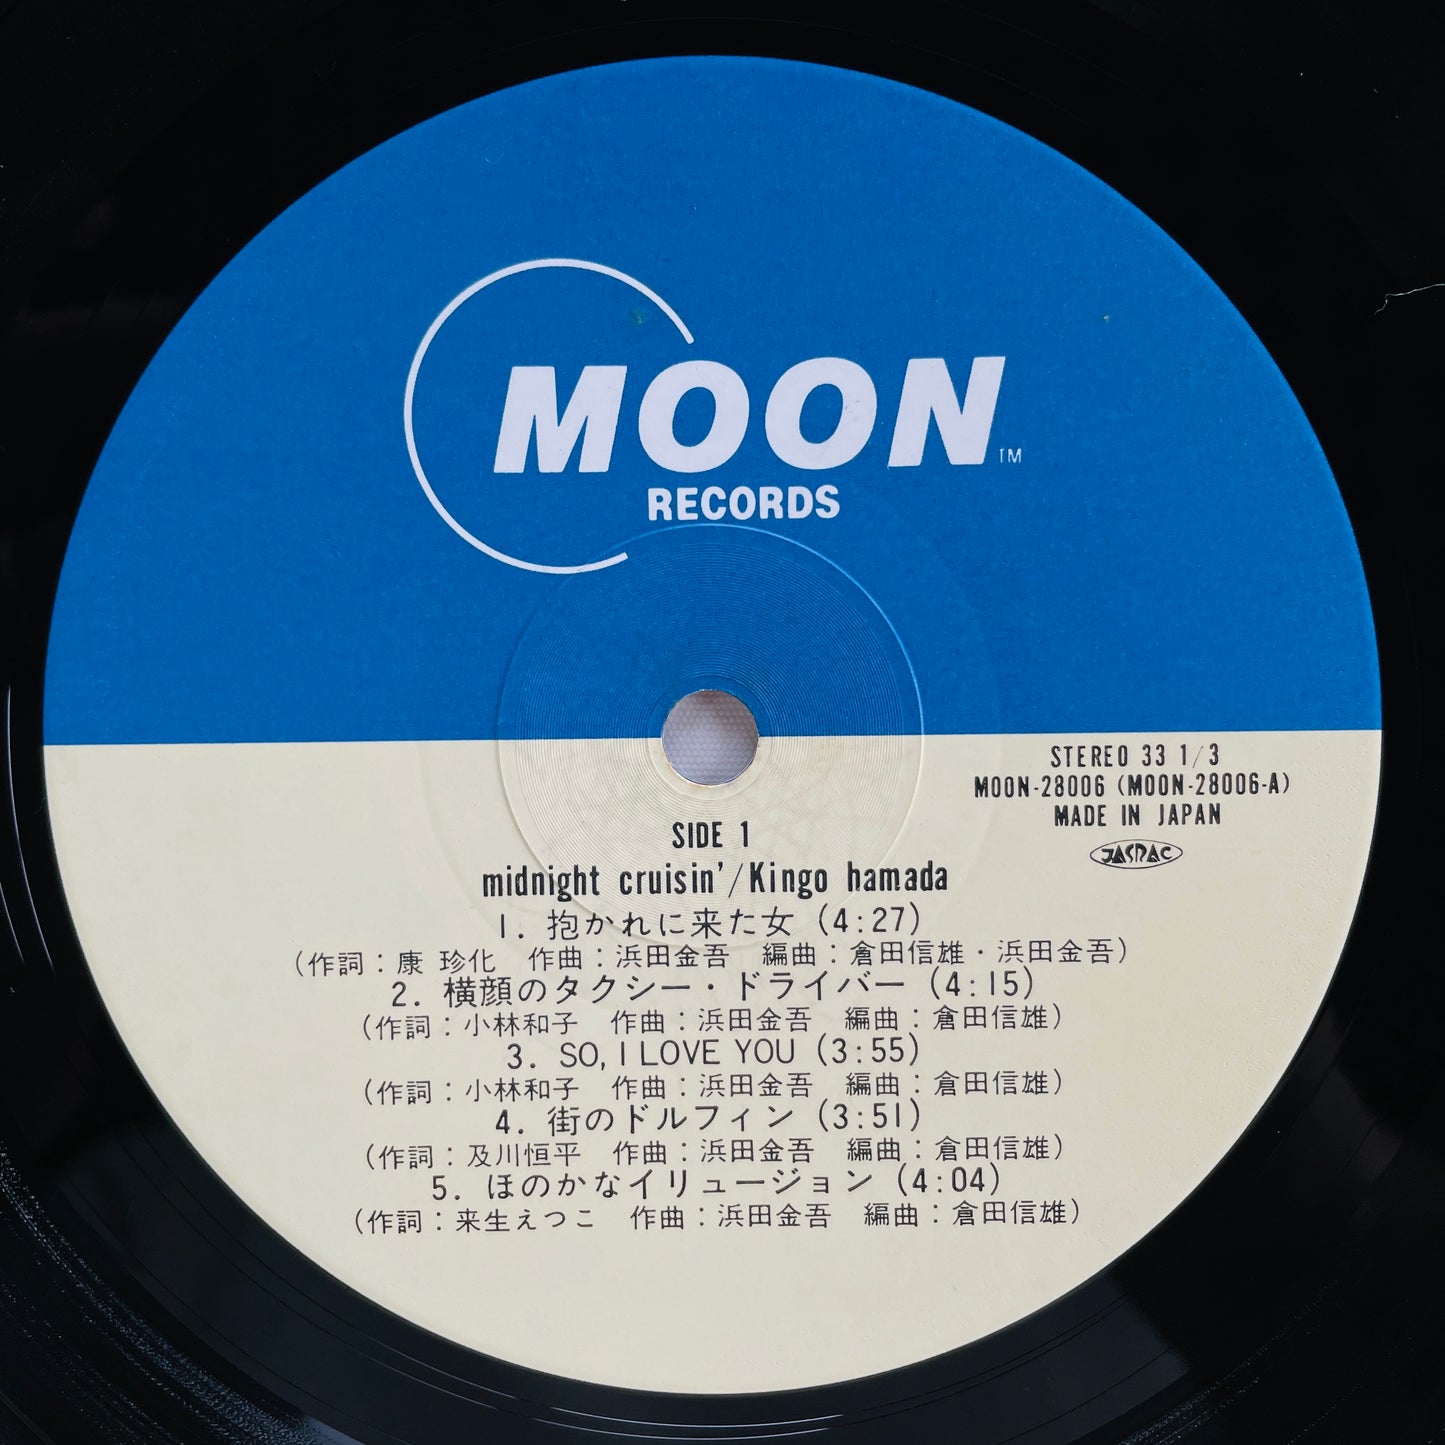 MOON TM
RECORDS
STEREO 33 1/3
MOON-28006 (MOON-28006-A)
MADE IN JAPAN
JASRAC
SIDE 1
midnight cruisin'/Kingo hamada
1. 抱かれに来た女 (4:27)
(作詞:康 珍化 作曲:浜田金吾 編曲:倉田信雄・浜田金吾)
2. 横顔のタクシー・ドライバー (4:15)
(作詞:小林和子 作曲:浜田金吾 編曲:倉田信雄)
3. SO, I LOVE YOU (3:55)
(作詞:小林和子 作曲:浜田金吾 編曲:倉田信雄)
4. 街のドルフィン (3:51)
(作詞:及川恒平 作曲:浜田金吾 編曲:倉田信雄)
5. ほのかなイリュージョン (4:04)
(作詞:来生えつこ 作曲:浜田金吾 編曲:倉田信雄)